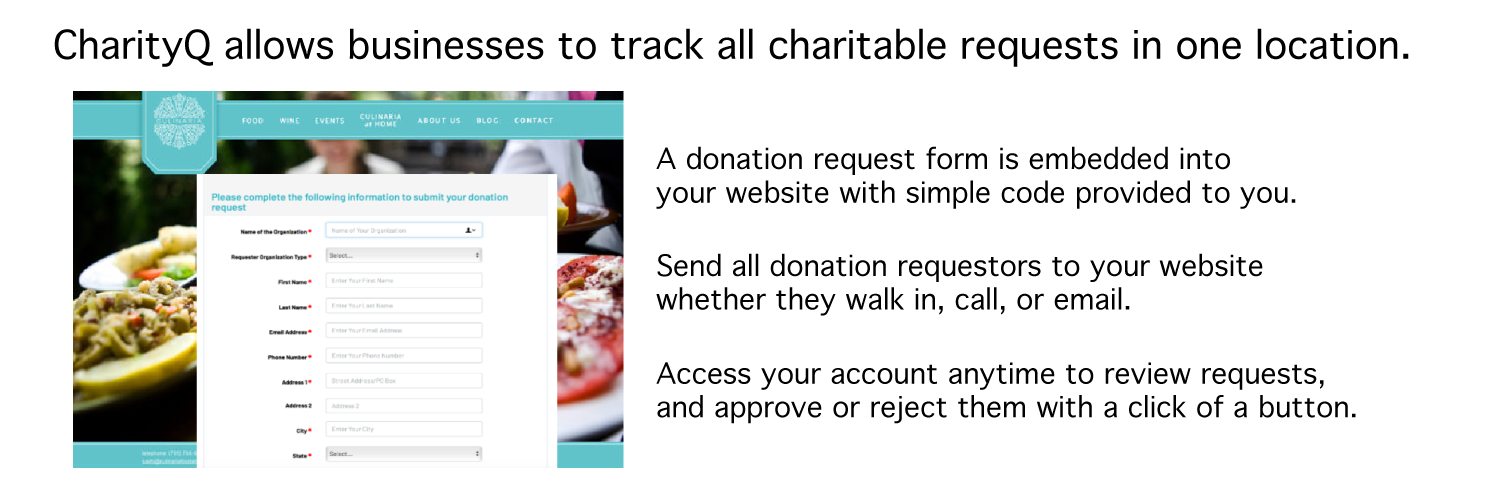 CharityQ allows businesses to track all charitable requests in one location.
CULINARIA
FOOD WINE EVENTS CULINARIA at HOME ABOUT US BLOG CONTACT
Please complete the following information to submit your donation
request
Name of the Organization * Name of Your Organization
Requester Organization Type * Select...
First Name * Enter Your First Name
Last Name * Enter Your Last Name
Email Address * Enter Your Email Address
Phone Number * Enter Your Phone Number
Address 1 * Street Address/PO Box
Address 2 Address 2
City * Enter Your City
State * Select...
telephone:
A donation request form is embedded into
your website with simple code provided to you.
Send all donation requestors to your website
whether they walk in, call, or email.
Access your account anytime to review requests,
and approve or reject them with a click of a button.